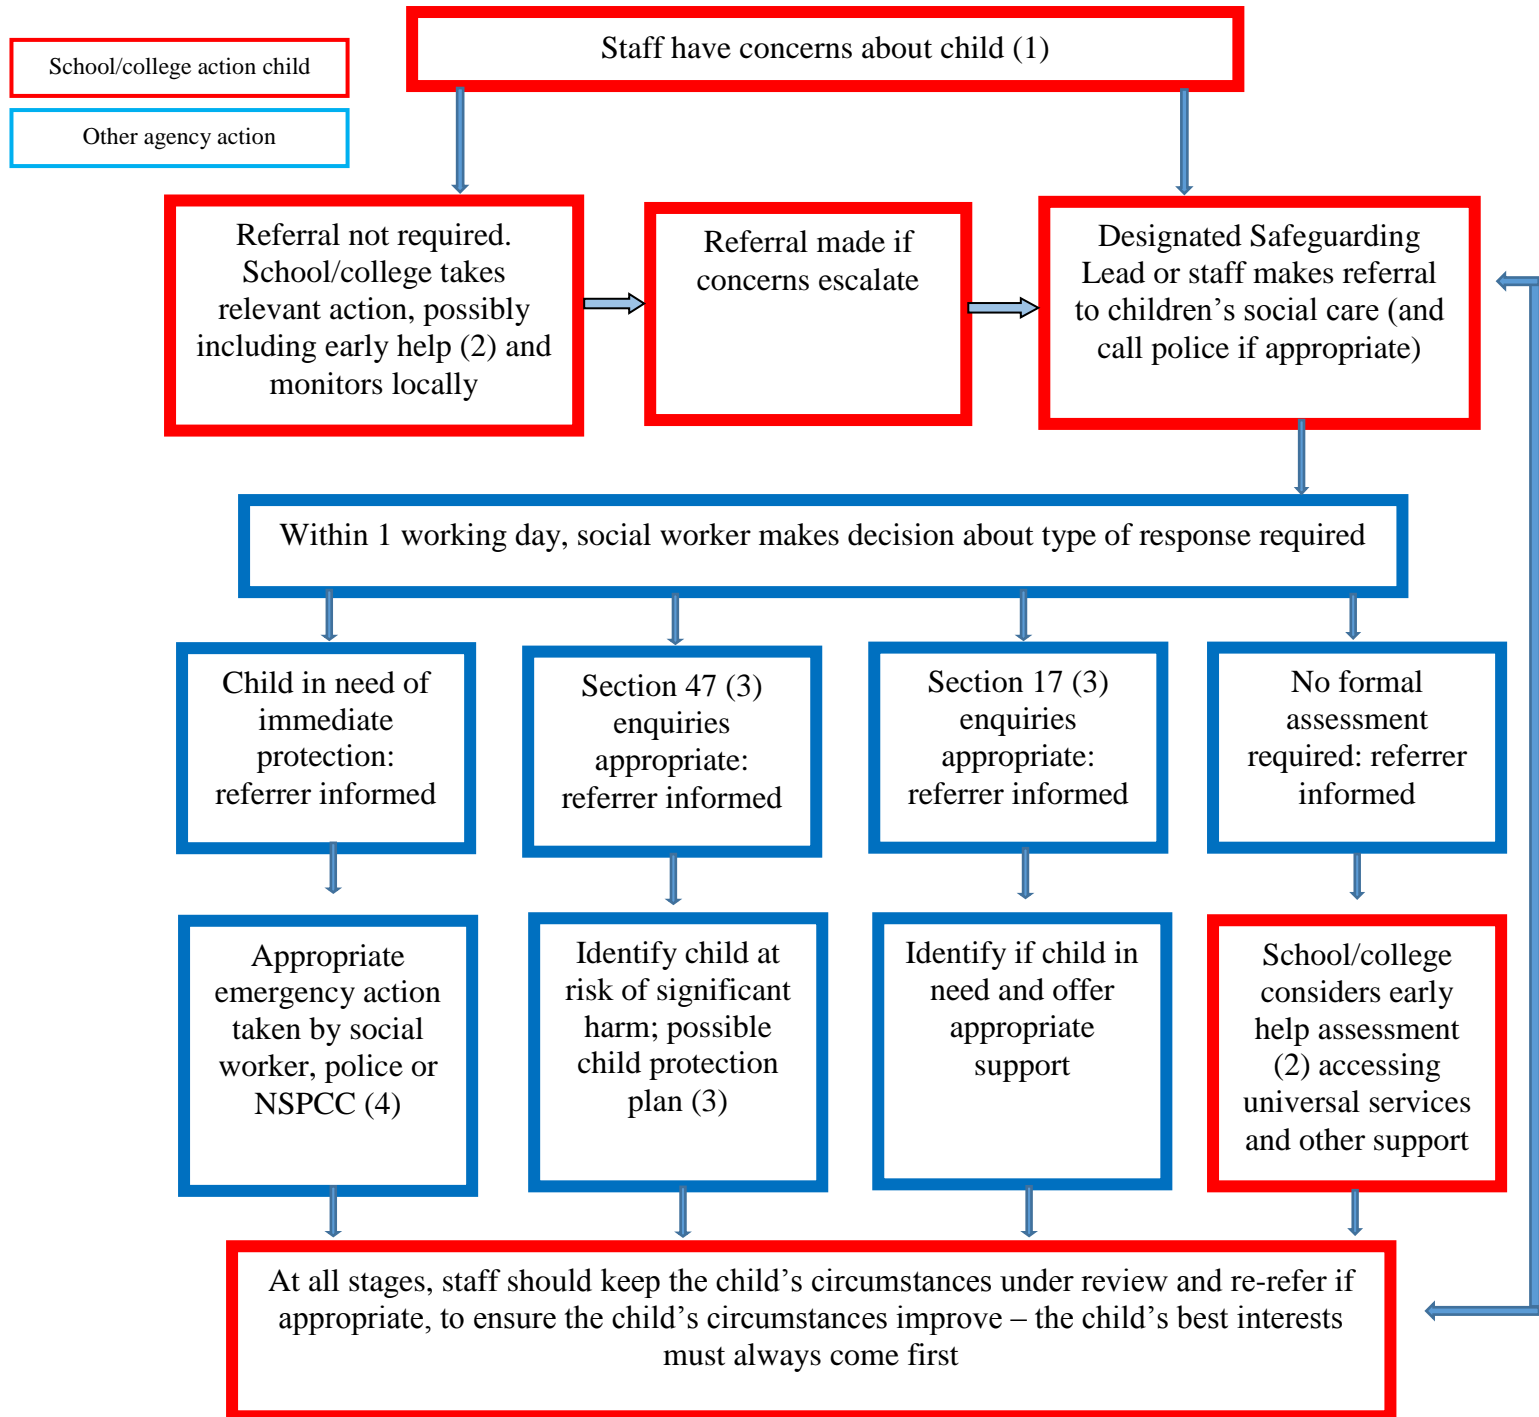 Staff have concerns about child (1)
School/college action child
Other agency action
Referral not required.
School/college takes
relevant action, possibly
including early help (2) and
monitors locally
Referral made if
concerns escalate
Designated Safeguarding
Lead or staff makes referral
to children’s social care (and
call police if appropriate)
Within 1 working day, social worker makes decision about type of response required
Child in need of
immediate
protection:
referrer informed
Section 47 (3)
enquiries
appropriate:
referrer informed
Section 17 (3)
enquiries
appropriate:
referrer informed
No formal
assessment
required: referrer
informed
Appropriate
emergency action
taken by social
worker, police or
NSPCC (4)
Identify child at
risk of significant
harm; possible
child protection
plan (3)
Identify if child in
need and offer
appropriate
support
School/college
considers early
help assessment
(2) accessing
universal services
and other support
At all stages, staff should keep the child’s circumstances under review and re-refer if
appropriate, to ensure the child’s circumstances improve – the child’s best interests
must always come first